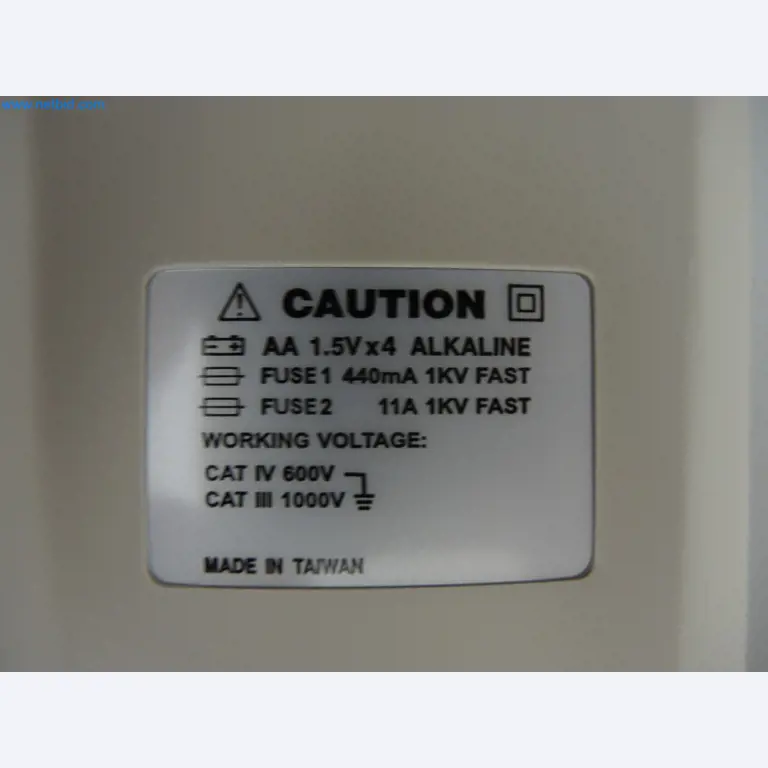 CAUTION
AA 1.5V x 4 ALKALINE
FUSE 1 440mA 1KV FAST
FUSE 2 11A 1KV FAST
WORKING VOLTAGE:
CAT IV 600V
CAT III 1000V
MADE IN TAIWAN